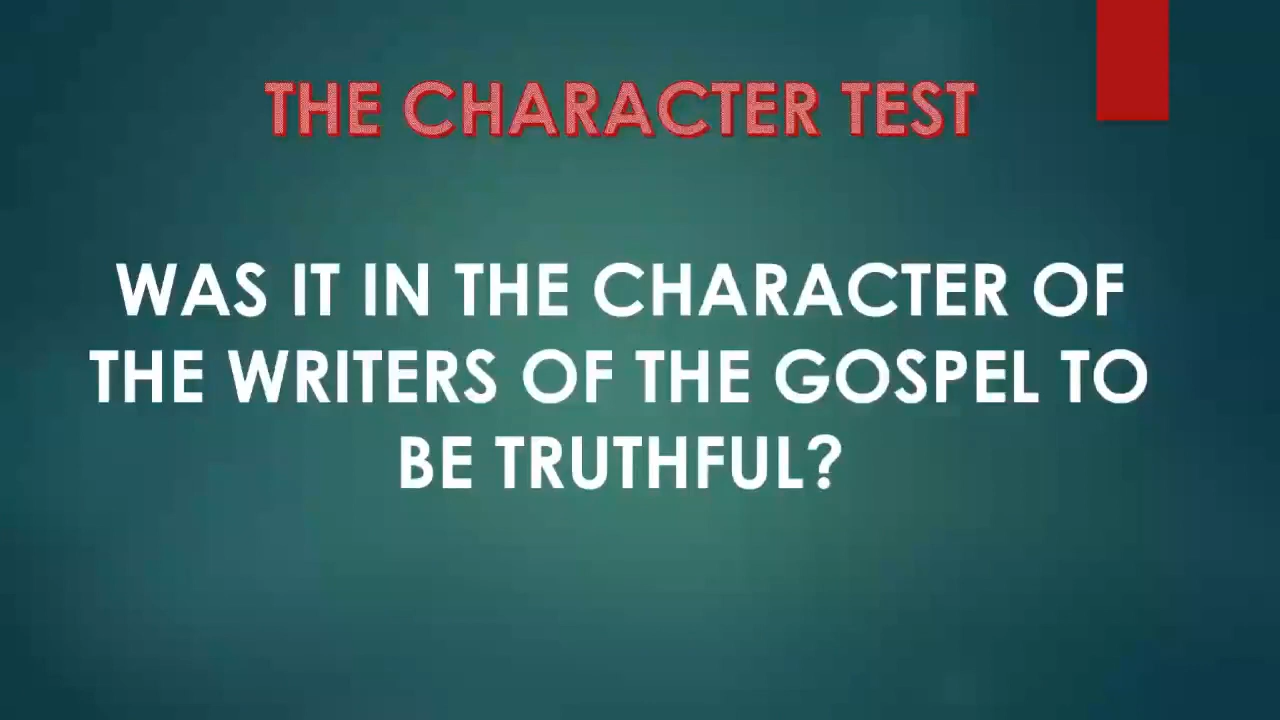 THE CHARACTER TEST
WAS IT IN THE CHARACTER OF
THE WRITERS OF THE GOSPEL TO
BE TRUTHFUL?